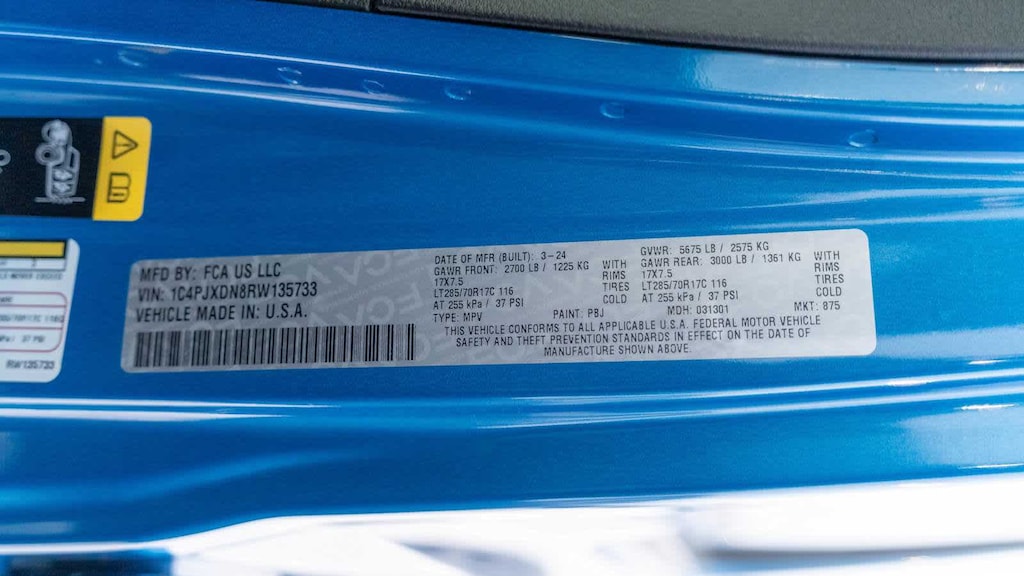 MFD BY: FCA US LLC
VIN: 1C4PJXDN8RW135733
VEHICLE MADE IN: U.S.A.
DATE OF MFR (BUILT): 3-24
GAWR FRONT: 2700 LB / 1225 KG WITH
17X7.5 RIMS
LT285/70R17C 116 TIRES
AT 255 kPa / 37 PSI COLD
TYPE: MPV PAINT: PBJ
GVWR: 5675 LB / 2575 KG
GAWR REAR: 3000 LB / 1361 KG WITH
17X7.5 RIMS
LT285/70R17C 116 TIRES
AT 255 kPa / 37 PSI COLD
MDH: 031301 MKT: 875
THIS VEHICLE CONFORMS TO ALL APPLICABLE U.S.A. FEDERAL MOTOR VEHICLE
SAFETY AND THEFT PREVENTION STANDARDS IN EFFECT ON THE DATE OF
MANUFACTURE SHOWN ABOVE.
/ 37 PSI
RW135733